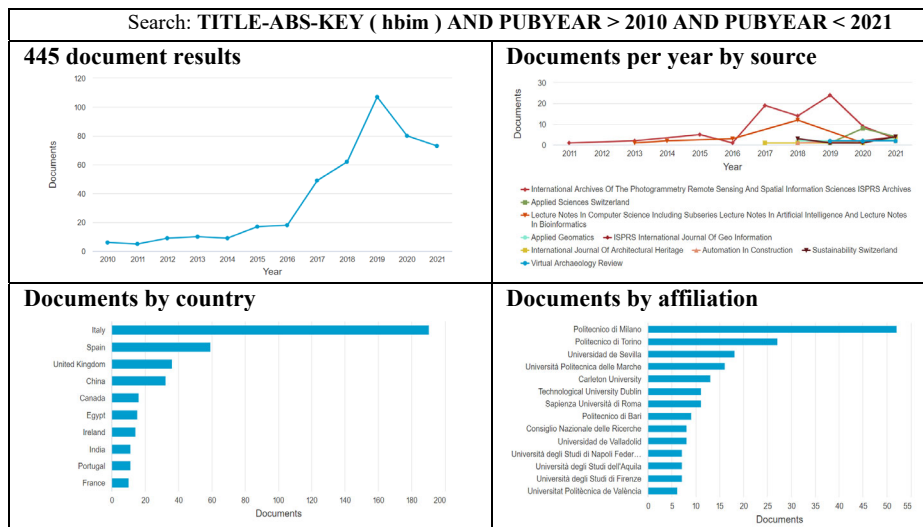 Search: TITLE-ABS-KEY ( hbim ) AND PUBYEAR > 2010 AND PUBYEAR < 2021
445 document results
120
100
80
60
40
20
0
Documents
2010 2011 2012 2013 2014 2015 2016 2017 2018 2019 2020 2021
Year
Documents per year by source
30
20
10
0
Documents
2011 2012 2013 2014 2015 2016 2017 2018 2019 2020 2021
Year
International Archives Of The Photogrammetry Remote Sensing And Spatial Information Sciences ISPRS Archives
Applied Sciences Switzerland
Lecture Notes In Computer Science Including Subseries Lecture Notes In Artificial Intelligence And Lecture Notes
In Bioinformatics
Applied Geomatics ISPRS International Journal Of Geo Information
International Journal Of Architectural Heritage Automation In Construction Sustainability Switzerland
Virtual Archaeology Review
Documents by country
Italy
Spain
United Kingdom
China
Canada
Egypt
Ireland
India
Portugal
France
0 20 40 60 80 100 120 140 160 180 200
Documents
Documents by affiliation
Politecnico di Milano
Politecnico di Torino
Universidad de Sevilla
Università Politecnica delle Marche
Carleton University
Technological University Dublin
Sapienza Università di Roma
Politecnico di Bari
Consiglio Nazionale delle Ricerche
Universidad de Valladolid
Università degli Studi di Napoli Feder…
Università degli Studi dell'Aquila
Università degli Studi di Firenze
Universitat Politècnica de València
0 5 10 15 20 25 30 35 40 45 50 55
Documents